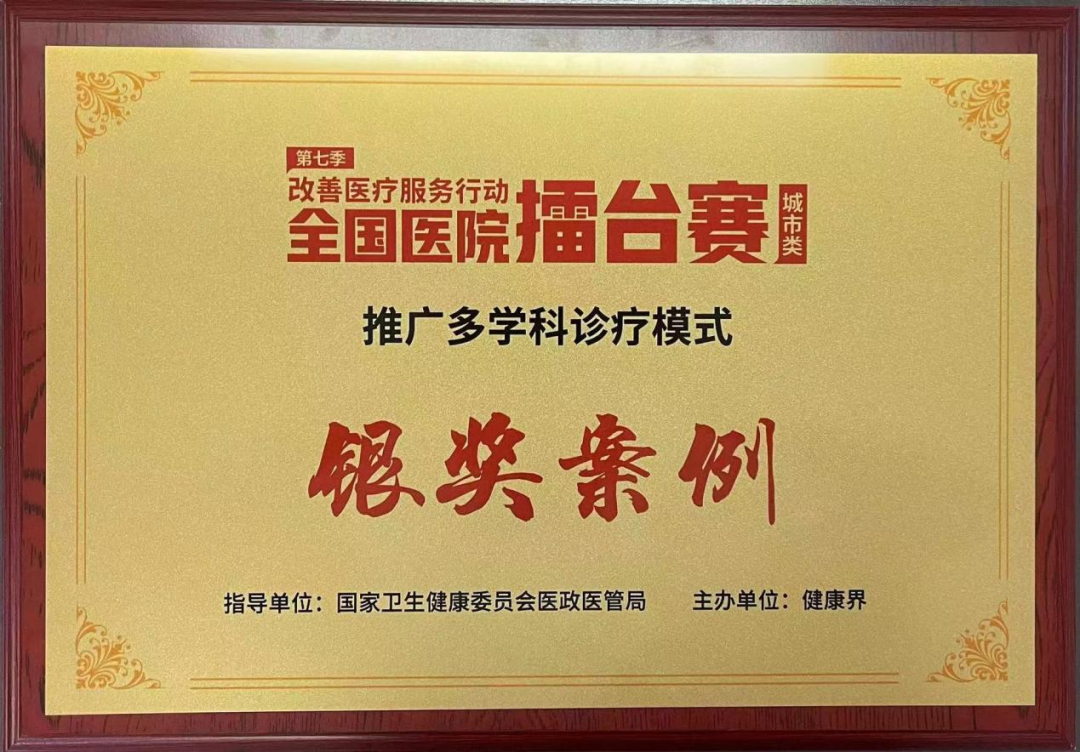 第七季
改善医疗服务行动
全国医院擂台赛
城市类
推广多学科诊疗模式
银奖案例
指导单位：国家卫生健康委员会医政医管局 主办单位：健康界